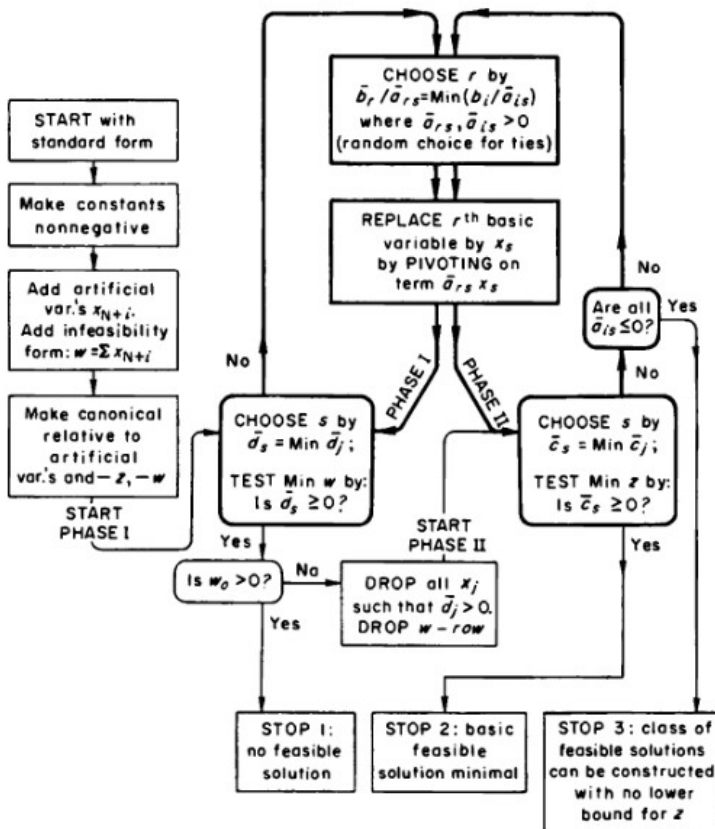 CHOOSE r by
b̄r/ārs=Min(bi/āis)
where ārs,āis>0
(random choice for ties)
START with
standard form
Make constants
nonnegative
REPLACE rth basic
variable by xs
by PIVOTING on
term ārs xs
Add artificial
var.'s xN+i.
Add infeasibility
form: w=Σ xN+i
Make canonical
relative to
artificial
var.'s and -z, -w
START
PHASE I
No
PHASE I
PHASE II
No
Are all
āis≤0?
Yes
No
CHOOSE s by
d̄s = Min d̄j;
TEST Min w by:
Is d̄s ≥0?
CHOOSE s by
c̄s = Min c̄j;
TEST Min z by:
Is c̄s ≥0?
Yes
START
PHASE II
Yes
Is wo >0?
Na
DROP all xj
such that d̄j>0.
DROP w-row
Yes
STOP 1:
no feasible
solution
STOP 2: basic
feasible
solution minimal
STOP 3: class of
feasible solutions
can be constructed
with no lower
bound for z